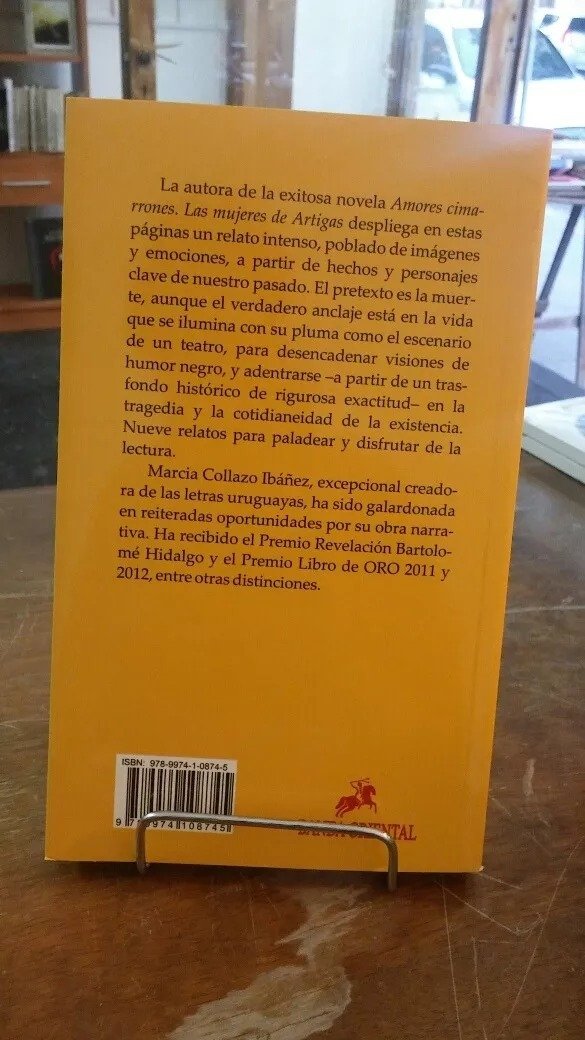 La autora de la exitosa novela Amores cima-
rrones. Las mujeres de Artigas despliega en estas
páginas un relato intenso, poblado de imágenes
y emociones, a partir de hechos y personajes
clave de nuestro pasado. El pretexto es la muer-
te, aunque el verdadero anclaje está en la vida
que se ilumina con su pluma como el escenario
de un teatro, para desencadenar visiones de
humor negro, y adentrarse –a partir de un tras-
fondo histórico de rigurosa exactitud– en la
tragedia y la cotidianeidad de la existencia.
Nueve relatos para paladear y disfrutar de la
lectura.
Marcia Collazo Ibáñez, excepcional creado-
ra de las letras uruguayas, ha sido galardonada
en reiteradas oportunidades por su obra narra-
tiva. Ha recibido el Premio Revelación Bartolo-
mé Hidalgo y el Premio Libro de ORO 2011 y
2012, entre otras distinciones.
ISBN: 978-9974-1-0874-5
9 789974 108745
BANDA ORIENTAL